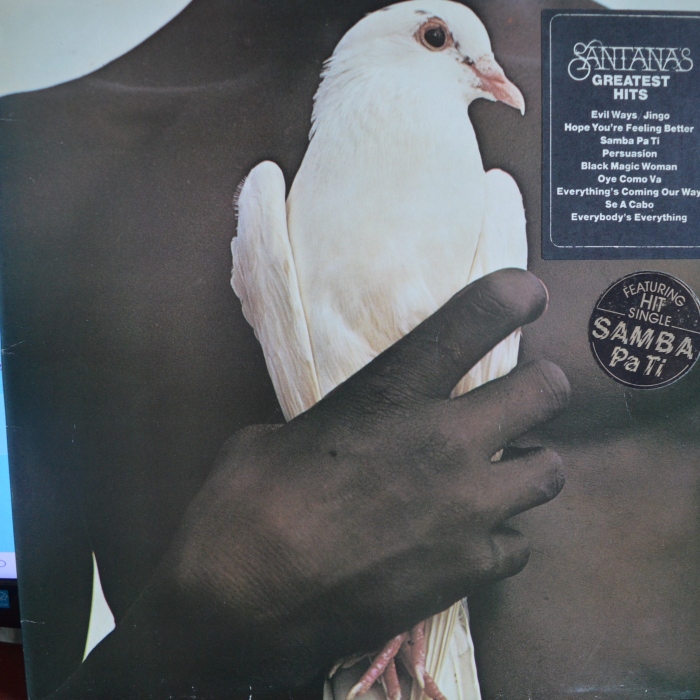 SANTANA'S
GREATEST
HITS
Evil Ways/Jingo
Hope You're Feeling Better
Samba Pa Ti
Persuasion
Black Magic Woman
Oye Como Va
Everything's Coming Our Way
Se A Cabo
Everybody's Everything
FEATURING
HIT
SINGLE
SAMBA
Pa Ti